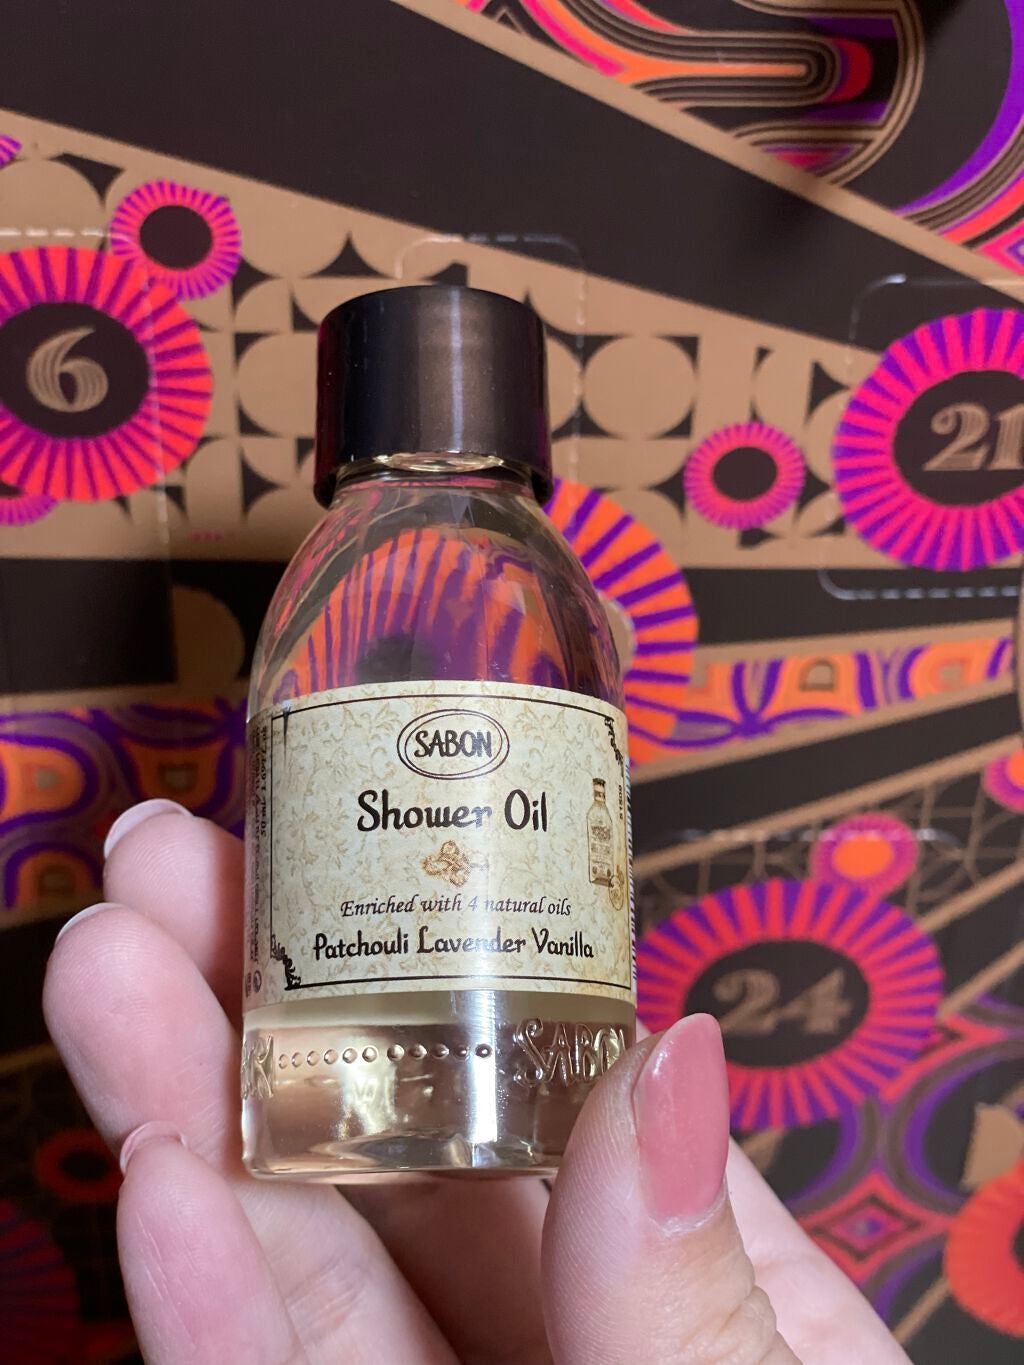 6
21
SABON
Shower Oil
Enriched with 4 natural oils
Patchouli Lavender Vanilla
SABON
24